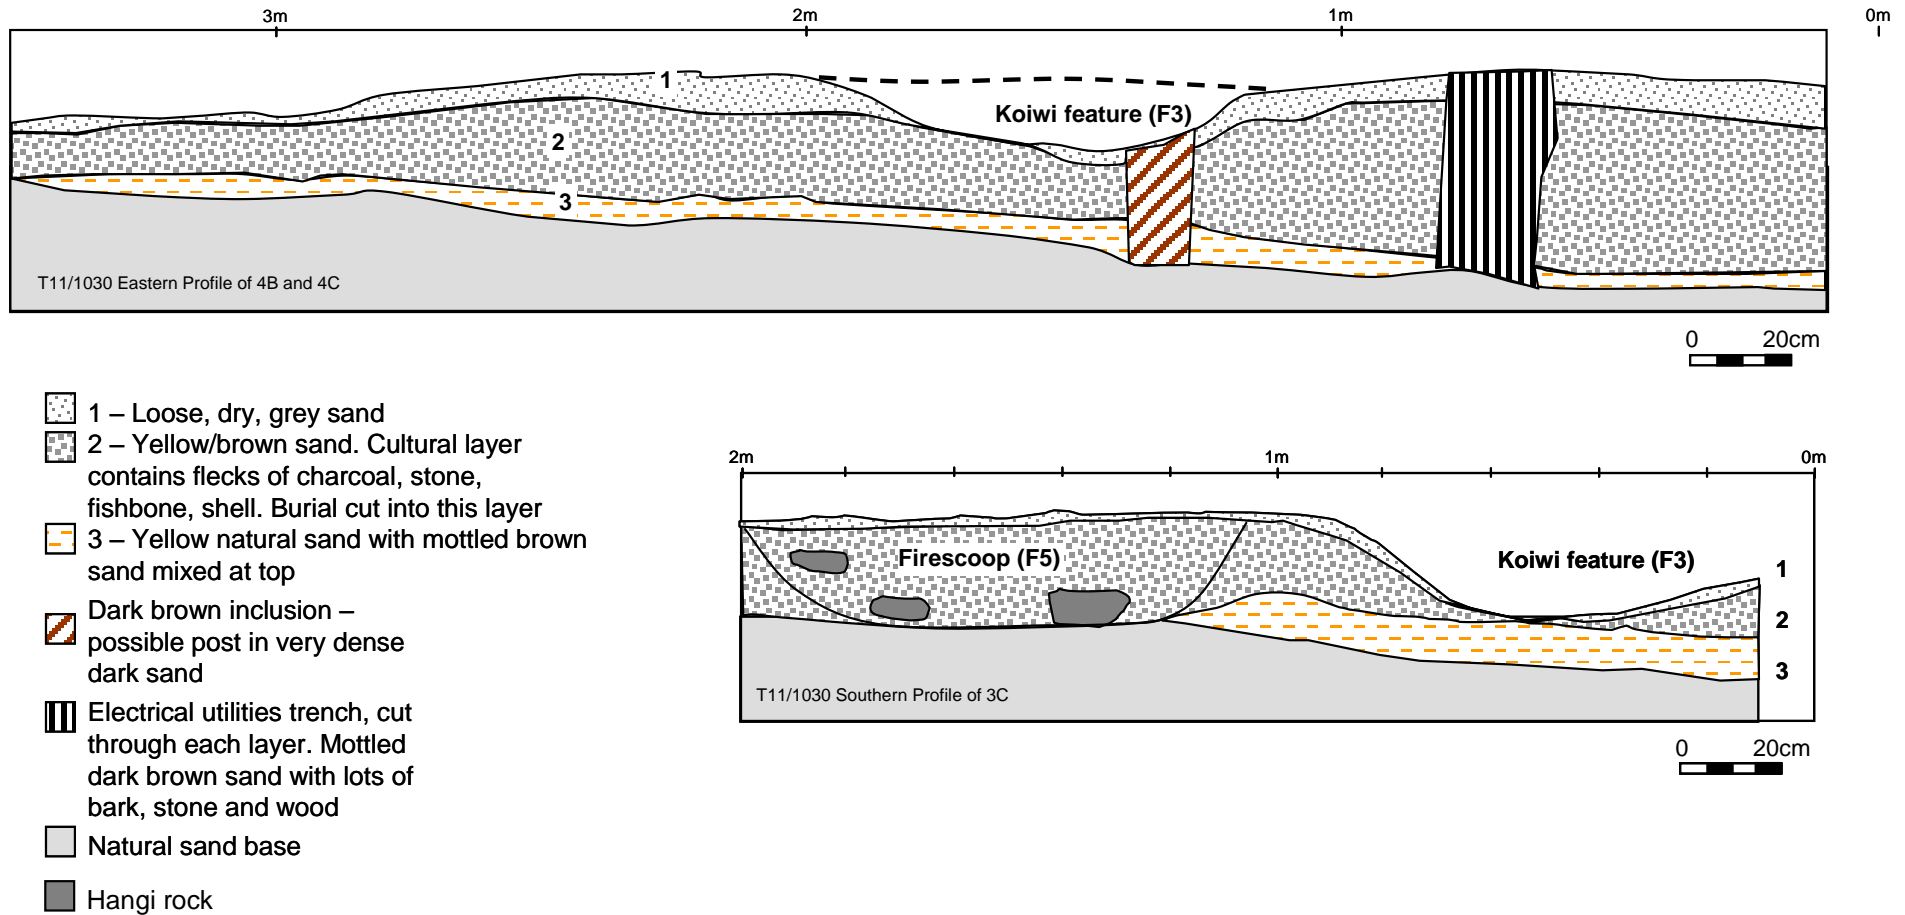 3m 2m 1m 0m
1
Koiwi feature (F3)
2
3
T11/1030 Eastern Profile of 4B and 4C
0 20cm
1 – Loose, dry, grey sand
2 – Yellow/brown sand. Cultural layer
contains flecks of charcoal, stone,
fishbone, shell. Burial cut into this layer
3 – Yellow natural sand with mottled brown
sand mixed at top
Dark brown inclusion –
possible post in very dense
dark sand
Electrical utilities trench, cut
through each layer. Mottled
dark brown sand with lots of
bark, stone and wood
Natural sand base
Hangi rock
2m 1m 0m
Firescoop (F5)
Koiwi feature (F3)
1
2
3
T11/1030 Southern Profile of 3C
0 20cm